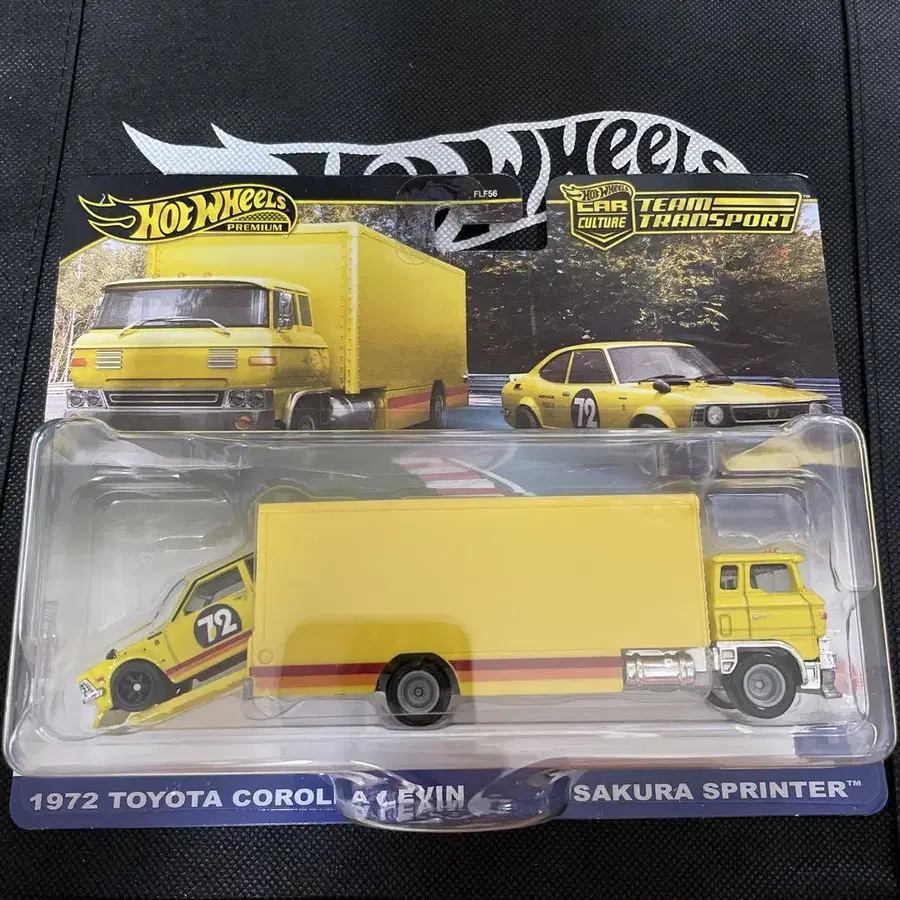 HOT WHEELS
HOT WHEELS
PREMIUM
FLF56
HOT WHEELS
CAR
CULTURE
TEAM
TRANSPORT™
72
72
1972 TOYOTA COROLLA LEVIN
SAKURA SPRINTER™